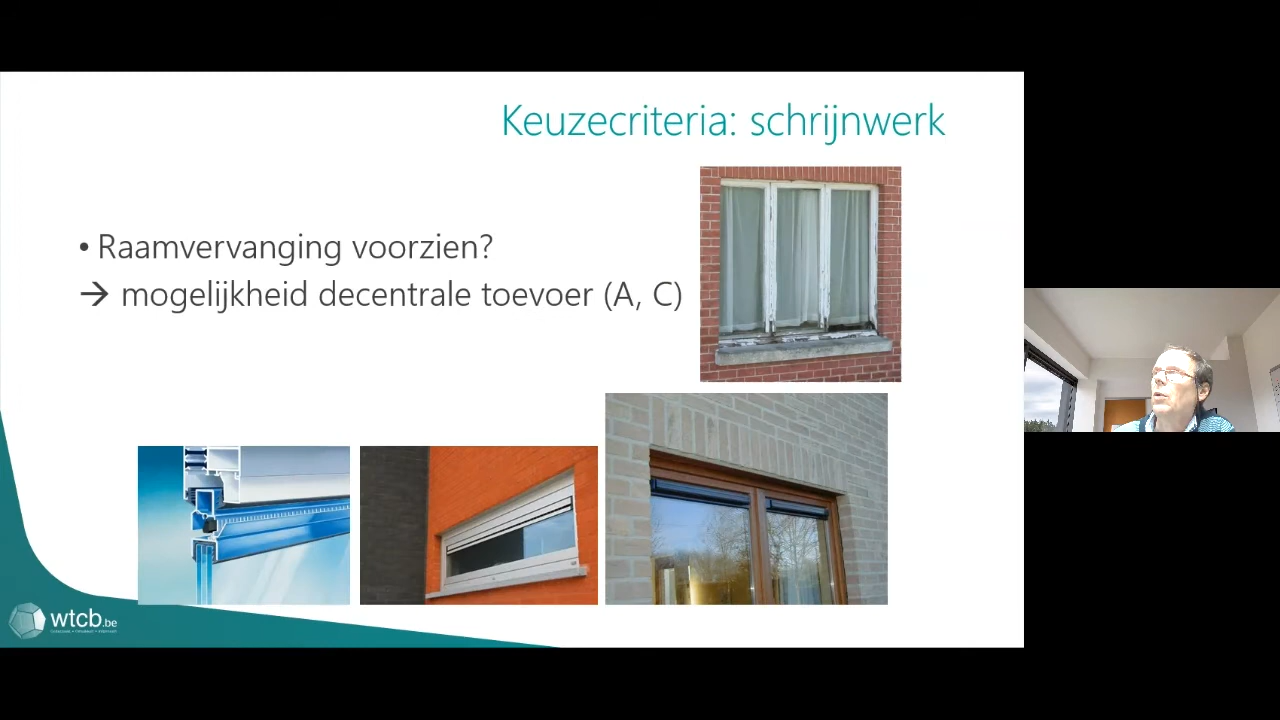 Keuzecriteria: schrijnwerk
• Raamvervanging voorzien?
→ mogelijkheid decentrale toevoer (A, C)
wtcb.be